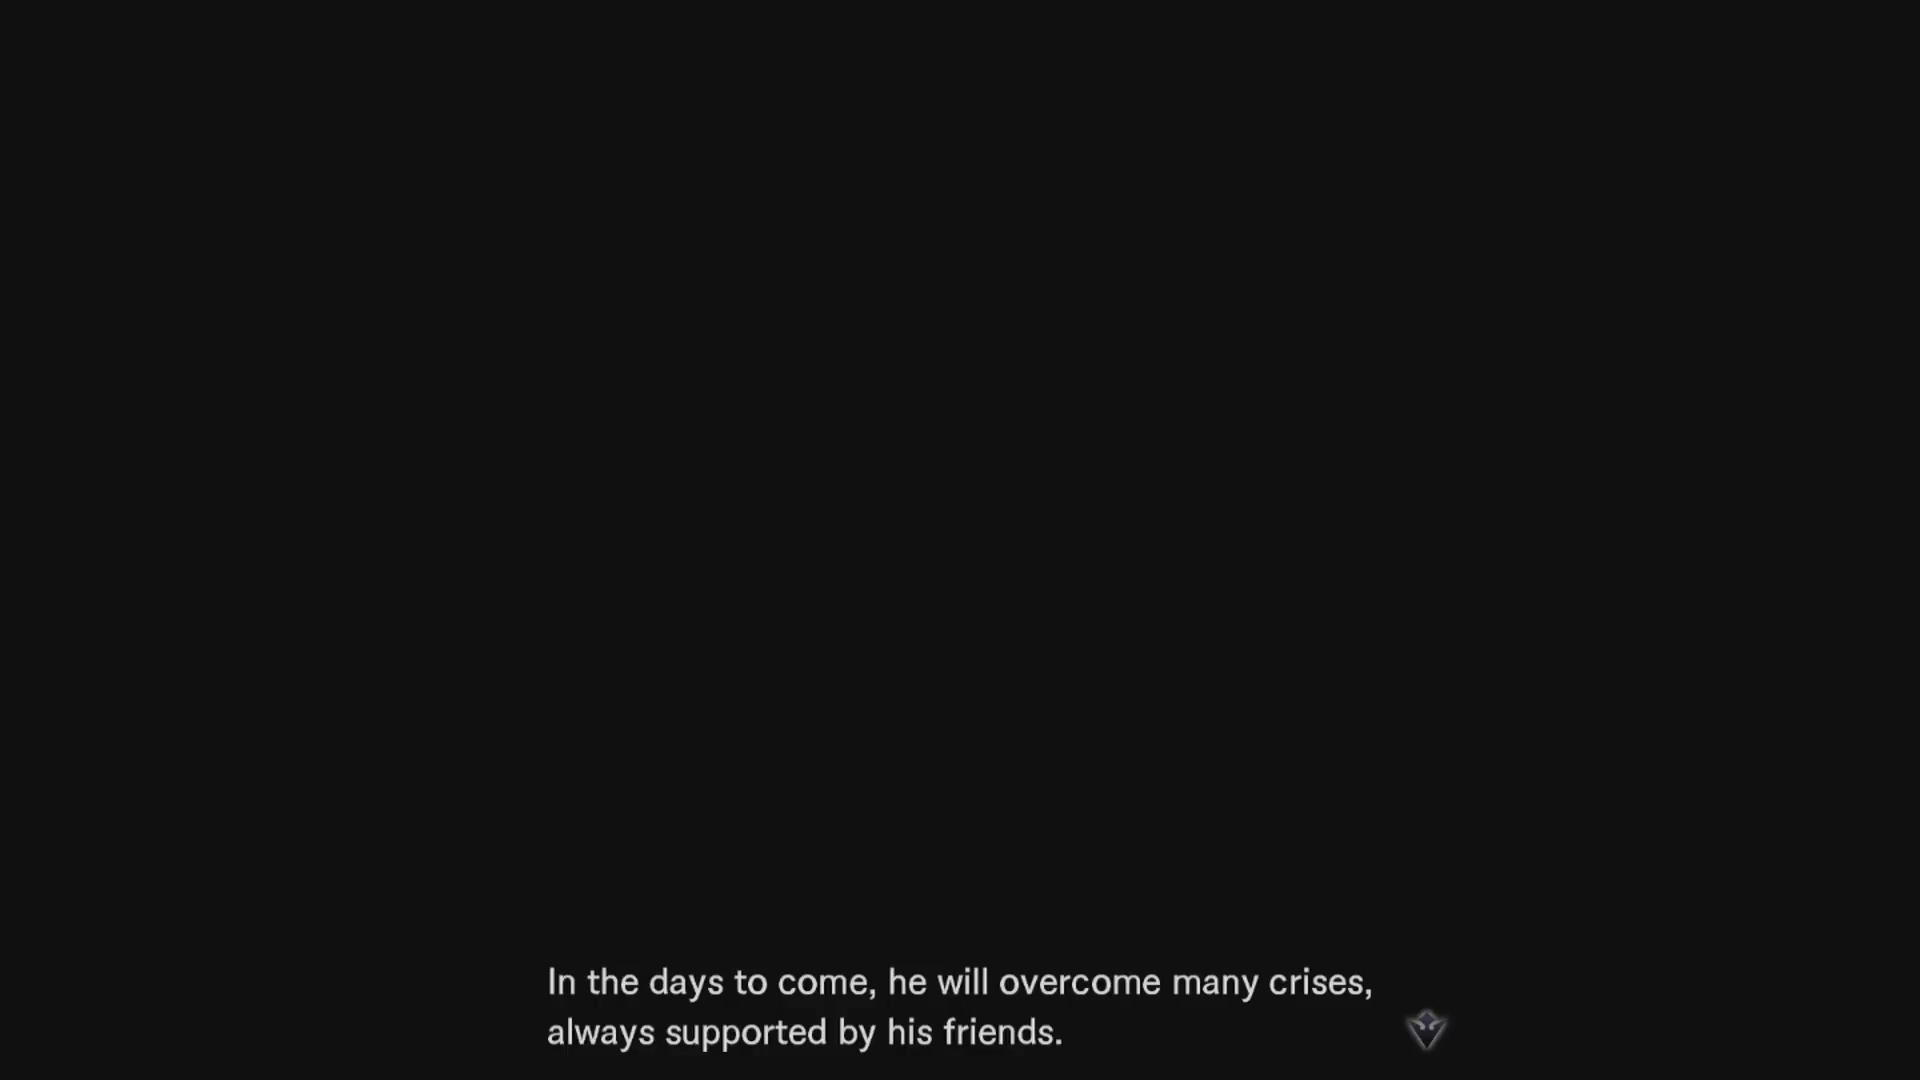 In the days to come, he will overcome many crises,
always supported by his friends.